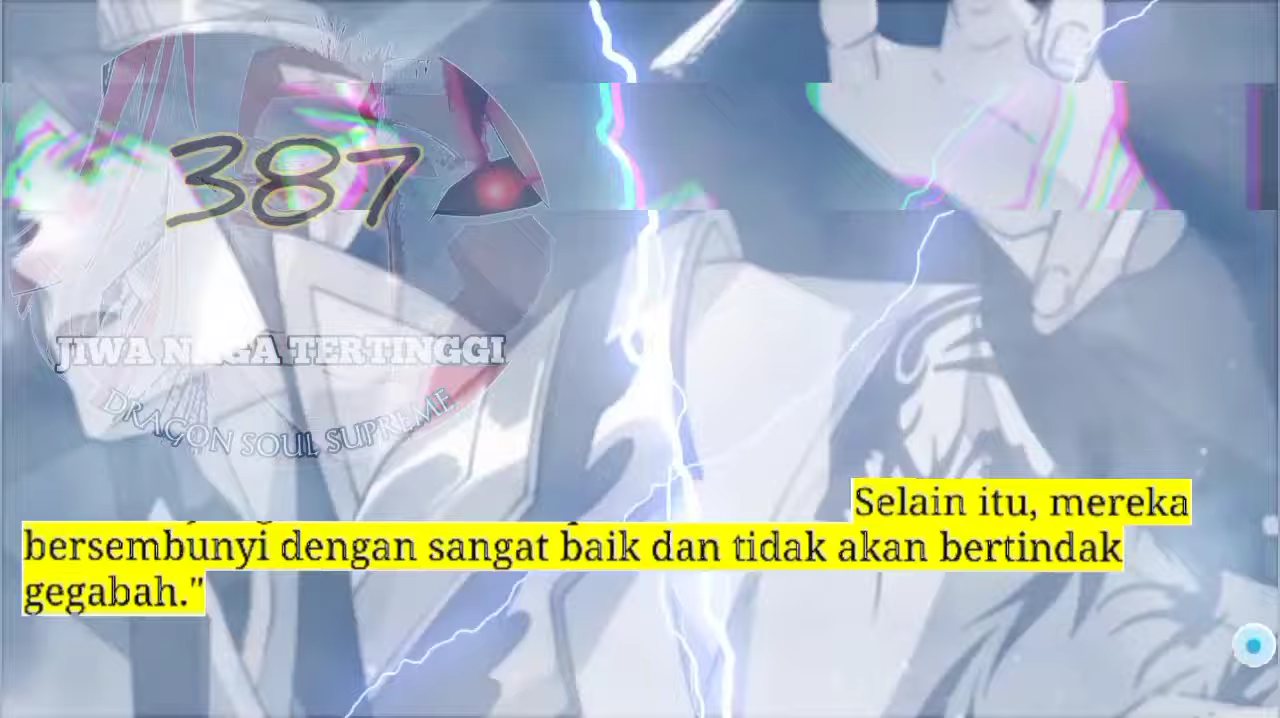 387
JIWA NAGA TERTINGGI
DRAGON SOUL SUPREME
Selain itu, mereka
bersembunyi dengan sangat baik dan tidak akan bertindak
gegabah."